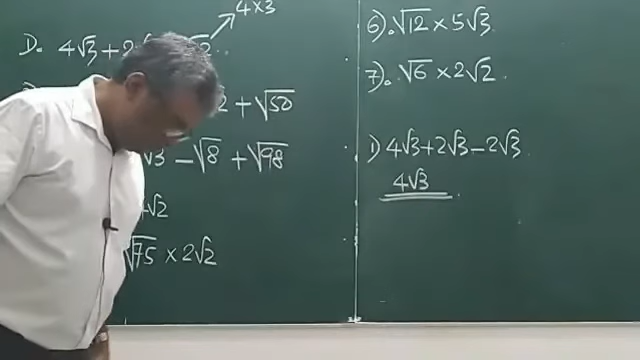 4×3
D. 4√3 + 2
+ √50
√3 − √8 + √98
+√2
√75 × 2√2
6). √12 × 5√3
7). √6 × 2√2
1) 4√3 + 2√3 − 2√3
4√3